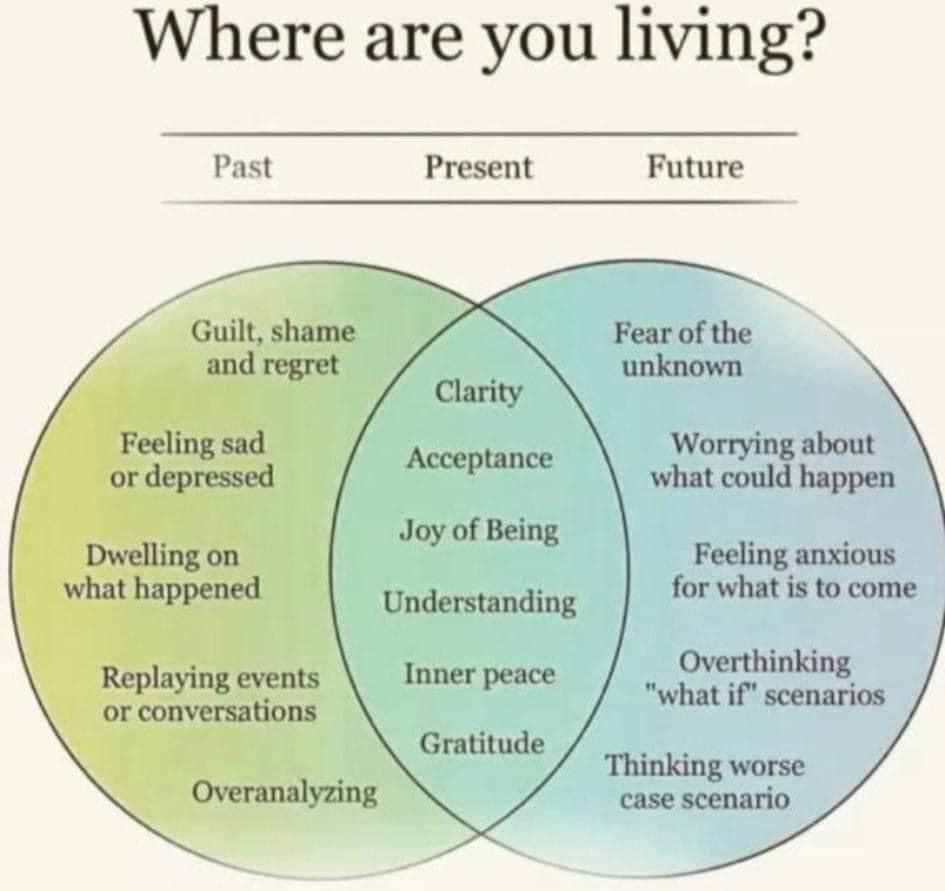 Where are you living?
Past Present Future
Guilt, shame
and regret
Feeling sad
or depressed
Dwelling on
what happened
Replaying events
or conversations
Overanalyzing
Clarity
Acceptance
Joy of Being
Understanding
Inner peace
Gratitude
Fear of the
unknown
Worrying about
what could happen
Feeling anxious
for what is to come
Overthinking
"what if" scenarios
Thinking worse
case scenario